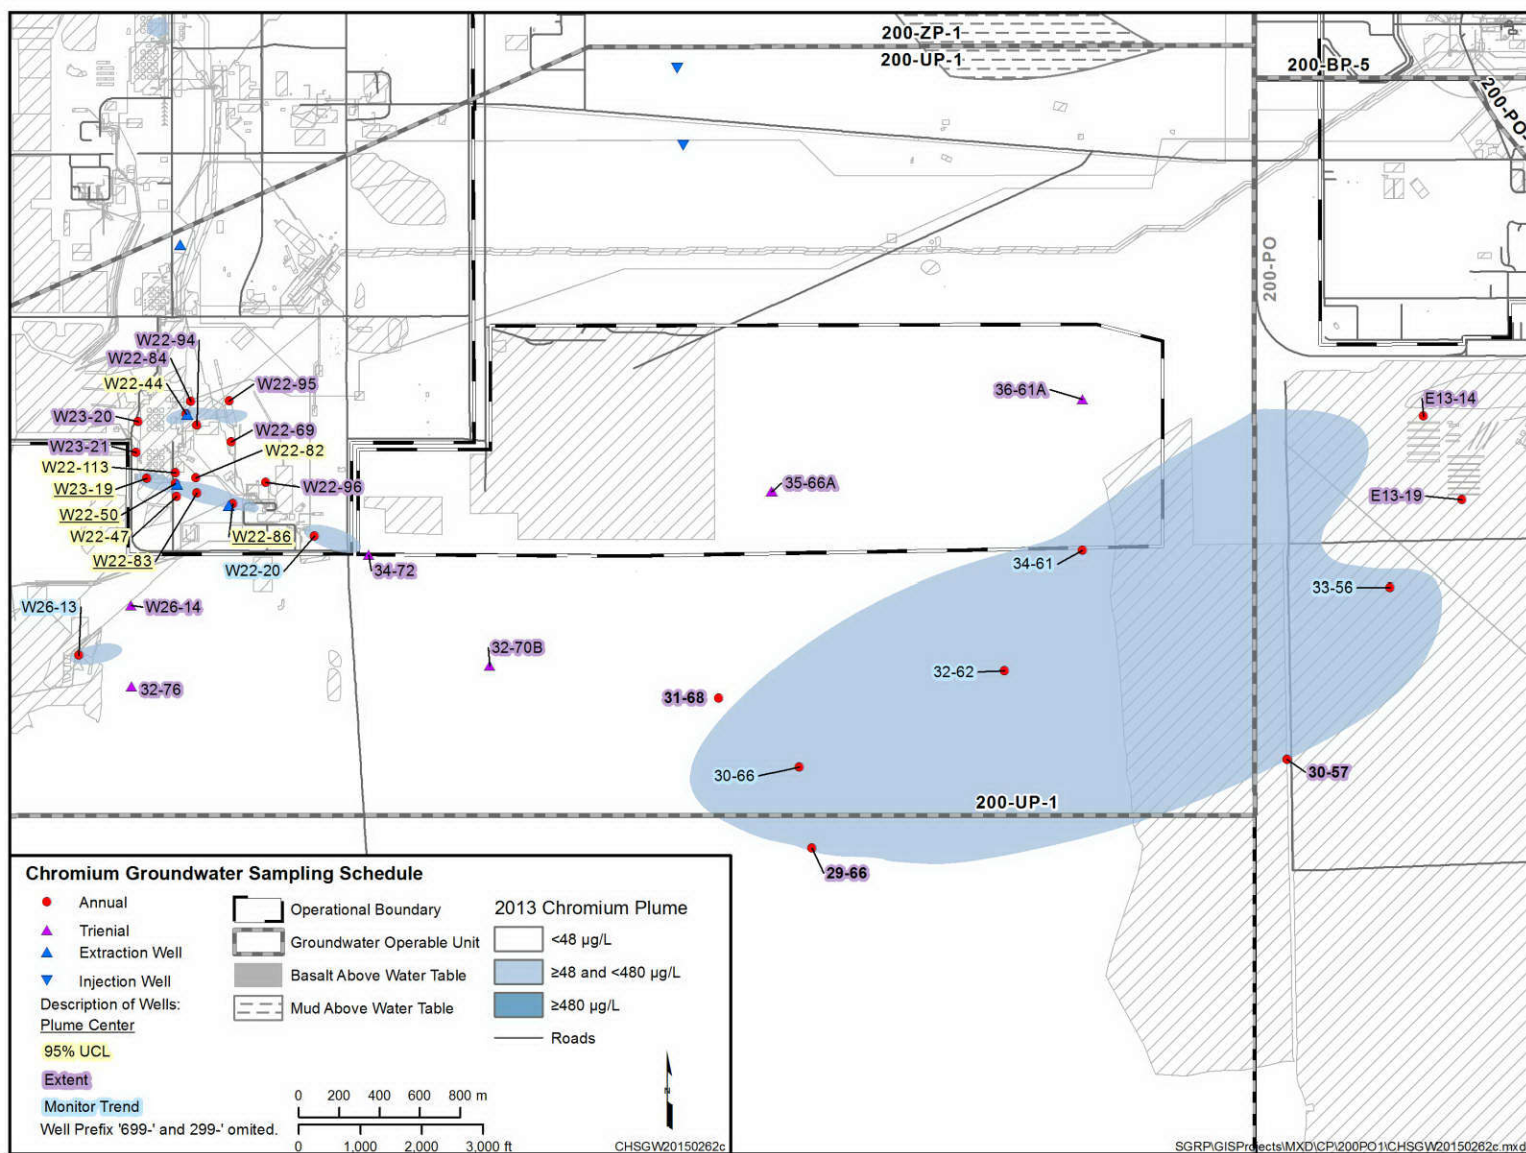 200-ZP-1
200-UP-1
200-BP-5
200-PO-
200-PO
W22-94
W22-84
W22-44
W22-95
W23-20
W22-69
W23-21
W22-82
W22-113
W23-19
W22-96
W22-50
W22-47
W22-86
W22-83
W22-20
34-72
W26-13
W26-14
32-70B
32-76
36-61A
E13-14
35-66A
E13-19
34-61
33-56
32-62
31-68
30-66
30-57
200-UP-1
29-66
Chromium Groundwater Sampling Schedule
Annual
Trienial
Extraction Well
Injection Well
Description of Wells:
Plume Center
95% UCL
Extent
Monitor Trend
Well Prefix '699-' and 299-' omited.
Operational Boundary
Groundwater Operable Unit
Basalt Above Water Table
Mud Above Water Table
2013 Chromium Plume
<48 µg/L
≥48 and <480 µg/L
≥480 µg/L
Roads
0 200 400 600 800 m
0 1,000 2,000 3,000 ft
N
CHSGW20150262c
SGRP\GISProjects\MXD\CP\200PO1\CHSGW20150262c.mxd